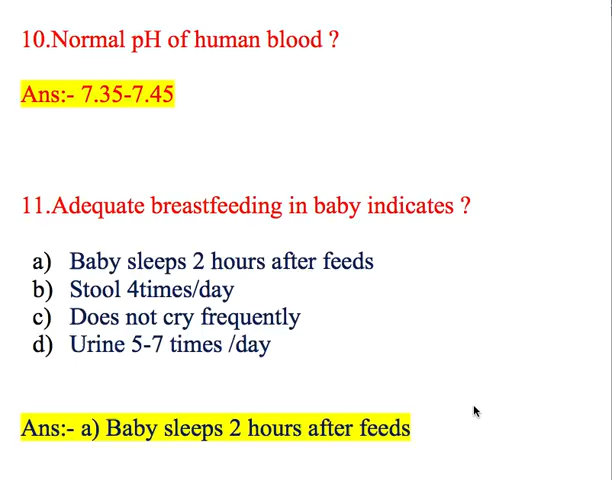 10.Normal pH of human blood ?
Ans:- 7.35-7.45
11.Adequate breastfeeding in baby indicates ?
a) Baby sleeps 2 hours after feeds
b) Stool 4times/day
c) Does not cry frequently
d) Urine 5-7 times /day
Ans:- a) Baby sleeps 2 hours after feeds